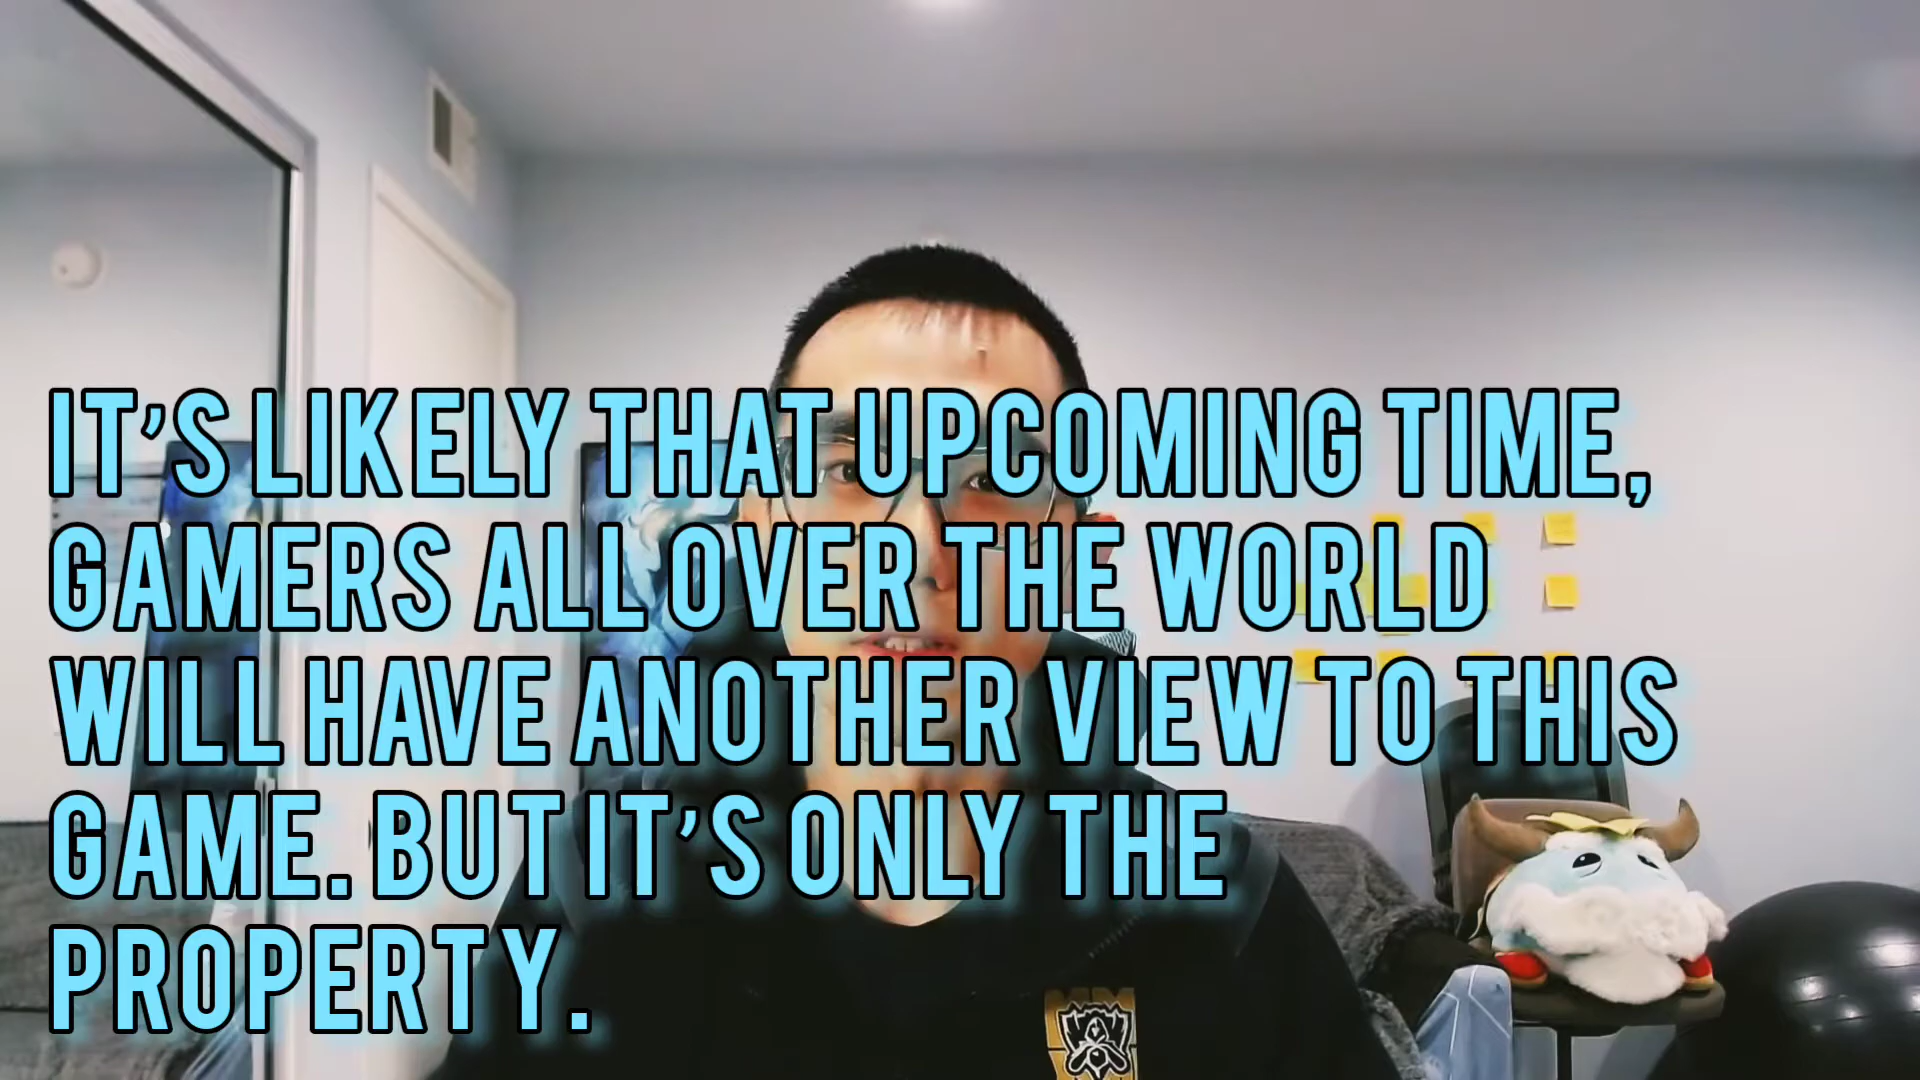 IT'S LIKELY THAT UPCOMING TIME,
GAMERS ALL OVER THE WORLD
WILL HAVE ANOTHER VIEW TO THIS
GAME. BUT IT'S ONLY THE
PROPERTY.